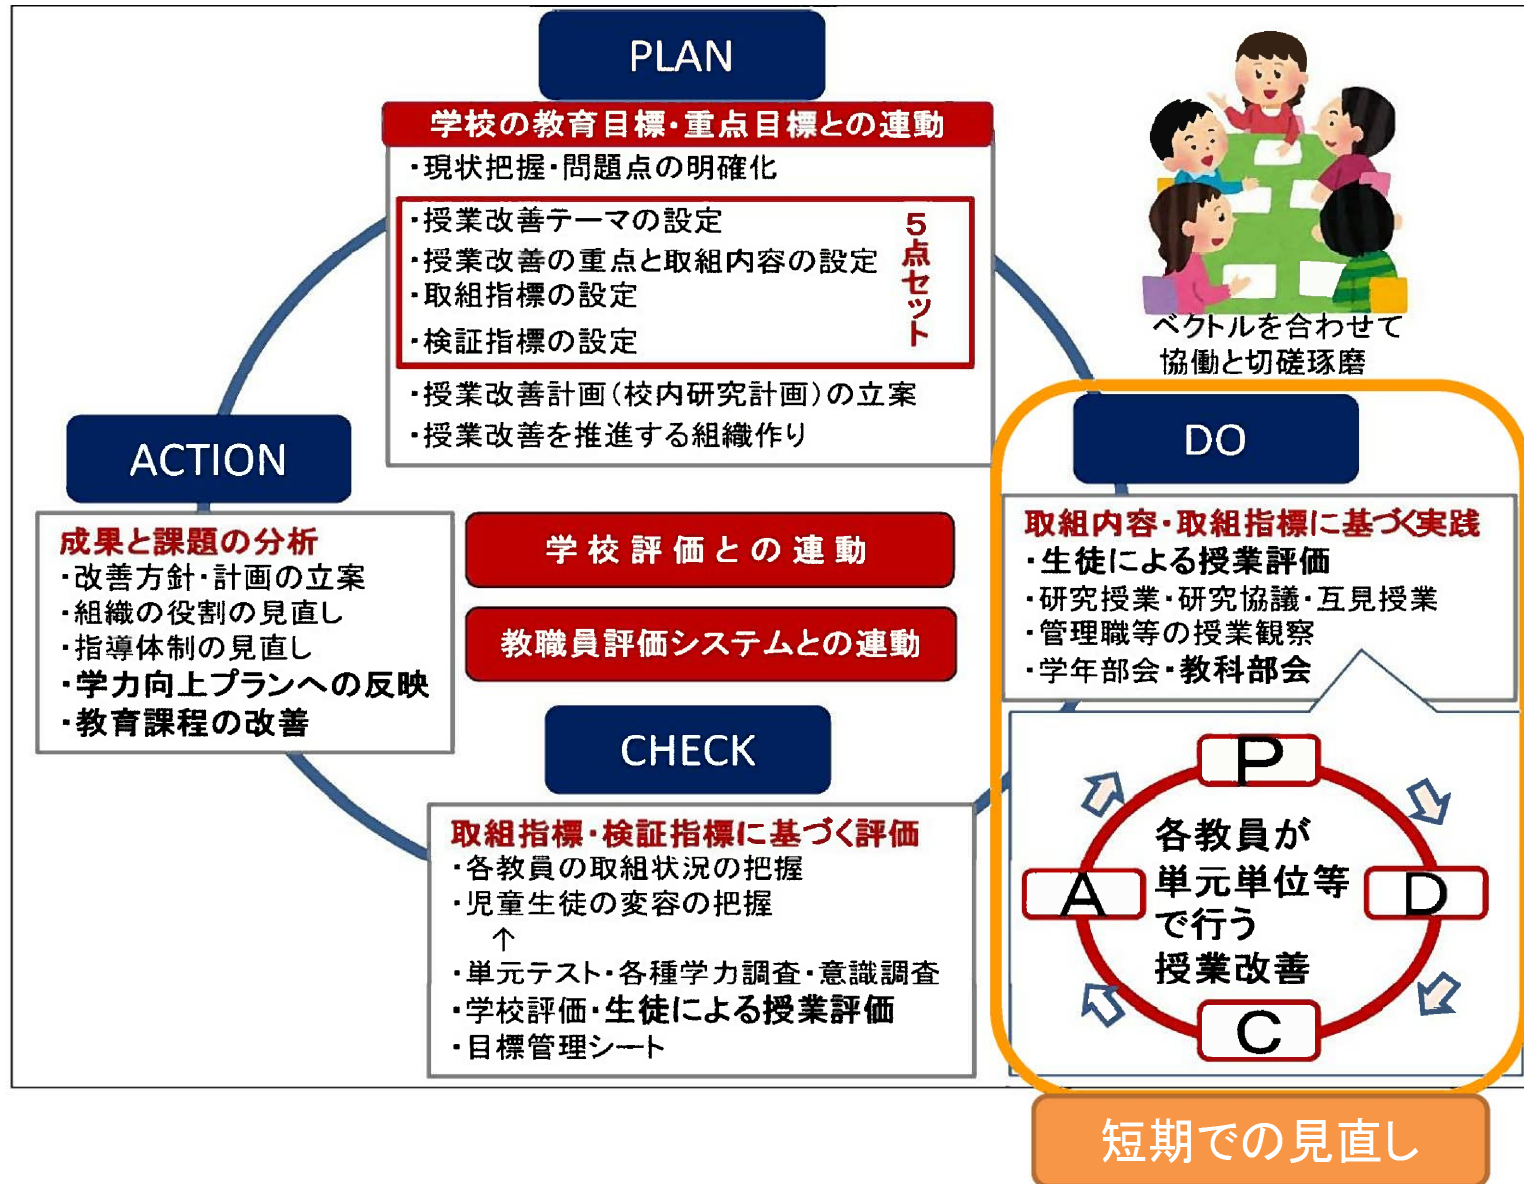 PLAN
学校の教育目標・重点目標との連動
・現状把握・問題点の明確化
・授業改善テーマの設定
・授業改善の重点と取組内容の設定
・取組指標の設定
・検証指標の設定
5点セット
・授業改善計画(校内研究計画)の立案
・授業改善を推進する組織作り
ベクトルを合わせて
協働と切磋琢磨
DO
取組内容・取組指標に基づく実践
・生徒による授業評価
・研究授業・研究協議・互見授業
・管理職等の授業観察
・学年部会・教科部会
P
D
C
A
各教員が
単元単位等
で行う
授業改善
短期での見直し
学校評価との連動
教職員評価システムとの連動
CHECK
取組指標・検証指標に基づく評価
・各教員の取組状況の把握
・児童生徒の変容の把握
↑
・単元テスト・各種学力調査・意識調査
・学校評価・生徒による授業評価
・目標管理シート
ACTION
成果と課題の分析
・改善方針・計画の立案
・組織の役割の見直し
・指導体制の見直し
・学力向上プランへの反映
・教育課程の改善